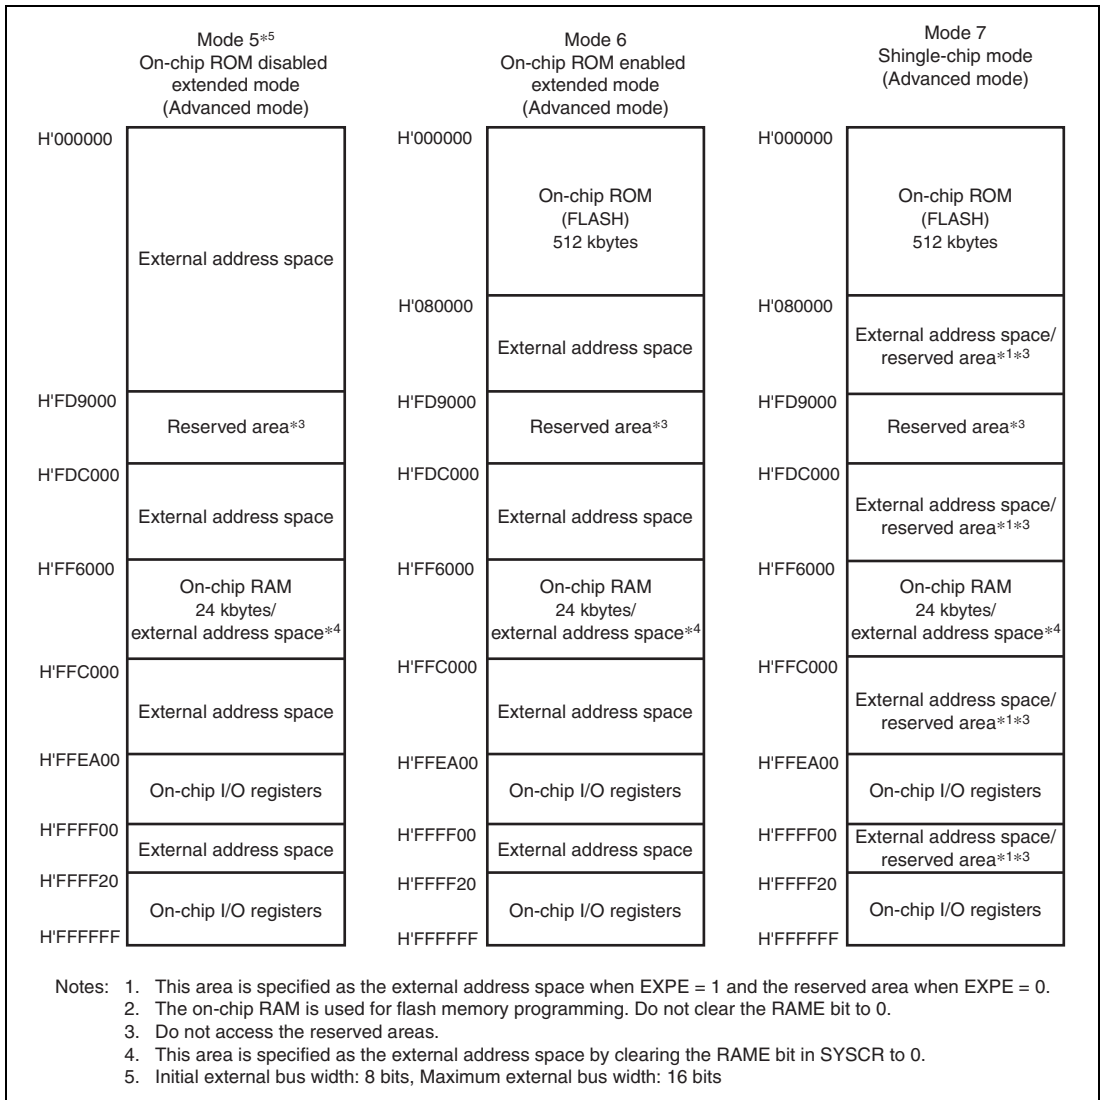 Mode 5*5
On-chip ROM disabled
extended mode
(Advanced mode)
H'000000
External address space
H'FD9000
Reserved area*3
H'FDC000
External address space
H'FF6000
On-chip RAM
24 kbytes/
external address space*4
H'FFC000
External address space
H'FFEA00
On-chip I/O registers
H'FFFF00
External address space
H'FFFF20
On-chip I/O registers
H'FFFFFF
Mode 6
On-chip ROM enabled
extended mode
(Advanced mode)
H'000000
On-chip ROM
(FLASH)
512 kbytes
H'080000
External address space
H'FD9000
Reserved area*3
H'FDC000
External address space
H'FF6000
On-chip RAM
24 kbytes/
external address space*4
H'FFC000
External address space
H'FFEA00
On-chip I/O registers
H'FFFF00
External address space
H'FFFF20
On-chip I/O registers
H'FFFFFF
Mode 7
Shingle-chip mode
(Advanced mode)
H'000000
On-chip ROM
(FLASH)
512 kbytes
H'080000
External address space/
reserved area*1*3
H'FD9000
Reserved area*3
H'FDC000
External address space/
reserved area*1*3
H'FF6000
On-chip RAM
24 kbytes/
external address space*4
H'FFC000
External address space/
reserved area*1*3
H'FFEA00
On-chip I/O registers
H'FFFF00
External address space/
reserved area*1*3
H'FFFF20
On-chip I/O registers
H'FFFFFF
Notes: 1. This area is specified as the external address space when EXPE = 1 and the reserved area when EXPE = 0.
2. The on-chip RAM is used for flash memory programming. Do not clear the RAME bit to 0.
3. Do not access the reserved areas.
4. This area is specified as the external address space by clearing the RAME bit in SYSCR to 0.
5. Initial external bus width: 8 bits, Maximum external bus width: 16 bits